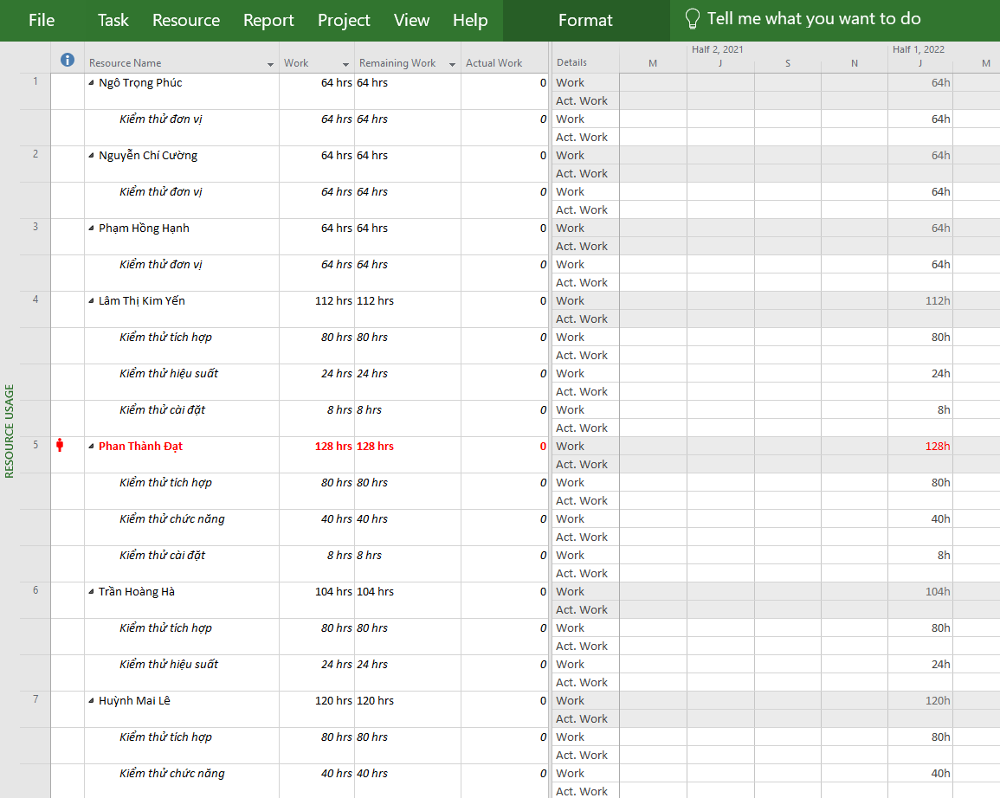 File Task Resource Report Project View Help Format Tell me what you want to do
Half 2, 2021 Half 1, 2022
Resource Name Work Remaining Work Actual Work Details M J S N J M
1 Ngô Trọng Phúc 64 hrs 64 hrs 0 Work 64h
Act. Work
Kiểm thử đơn vị 64 hrs 64 hrs 0 Work 64h
Act. Work
2 Nguyễn Chí Cường 64 hrs 64 hrs 0 Work 64h
Act. Work
Kiểm thử đơn vị 64 hrs 64 hrs 0 Work 64h
Act. Work
3 Phạm Hồng Hạnh 64 hrs 64 hrs 0 Work 64h
Act. Work
Kiểm thử đơn vị 64 hrs 64 hrs 0 Work 64h
Act. Work
4 Lâm Thị Kim Yến 112 hrs 112 hrs 0 Work 112h
Act. Work
Kiểm thử tích hợp 80 hrs 80 hrs 0 Work 80h
Act. Work
Kiểm thử hiệu suất 24 hrs 24 hrs 0 Work 24h
Act. Work
Kiểm thử cài đặt 8 hrs 8 hrs 0 Work 8h
Act. Work
5 Phan Thành Đạt 128 hrs 128 hrs 0 Work 128h
Act. Work
Kiểm thử tích hợp 80 hrs 80 hrs 0 Work 80h
Act. Work
Kiểm thử chức năng 40 hrs 40 hrs 0 Work 40h
Act. Work
Kiểm thử cài đặt 8 hrs 8 hrs 0 Work 8h
Act. Work
6 Trần Hoàng Hà 104 hrs 104 hrs 0 Work 104h
Act. Work
Kiểm thử tích hợp 80 hrs 80 hrs 0 Work 80h
Act. Work
Kiểm thử hiệu suất 24 hrs 24 hrs 0 Work 24h
Act. Work
7 Huỳnh Mai Lê 120 hrs 120 hrs 0 Work 120h
Act. Work
Kiểm thử tích hợp 80 hrs 80 hrs 0 Work 80h
Act. Work
Kiểm thử chức năng 40 hrs 40 hrs 0 Work 40h
Act. Work
RESOURCE USAGE